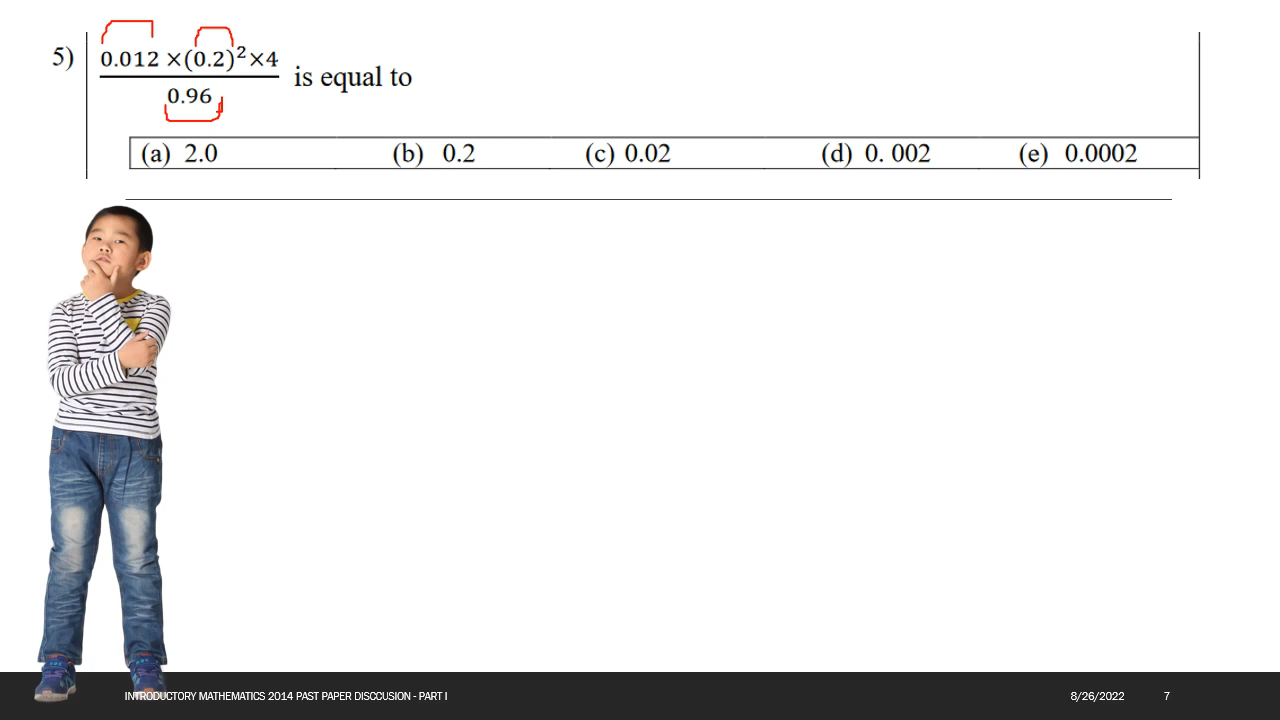 5) 0.012 ×(0.2)²×4
0.96
is equal to
(a) 2.0 (b) 0.2 (c) 0.02 (d) 0. 002 (e) 0.0002
INTRODUCTORY MATHEMATICS 2014 PAST PAPER DISCCUSION - PART I 8/26/2022 7